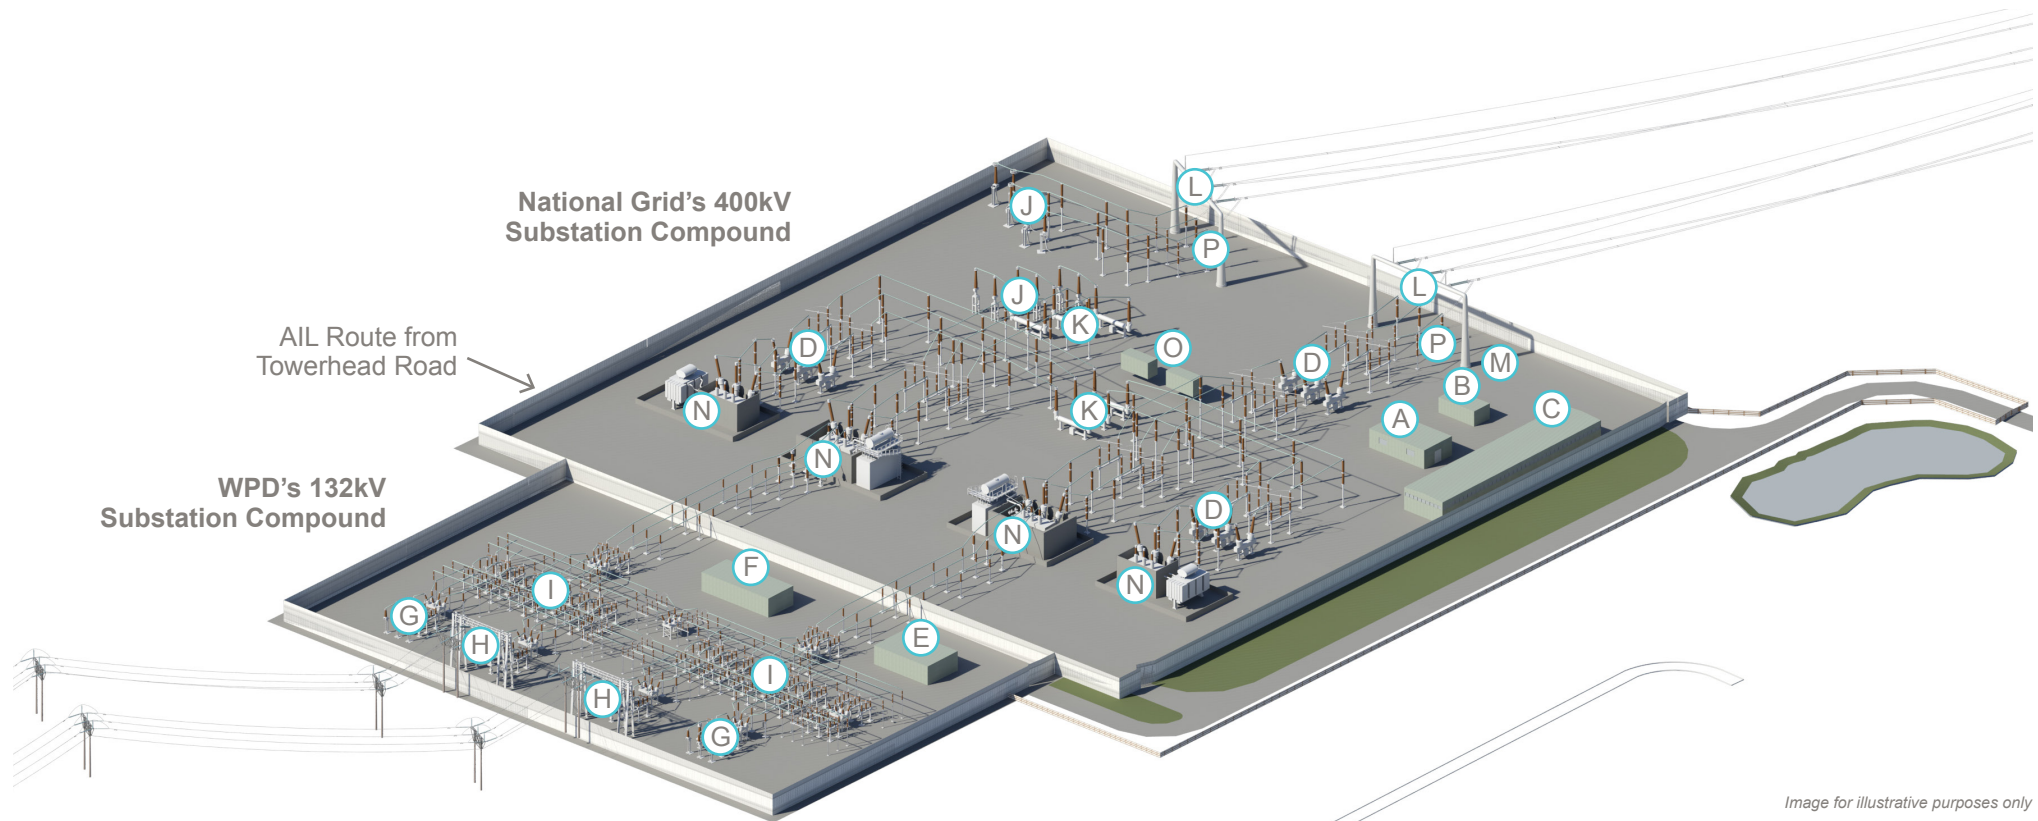 National Grid's 400kV
Substation Compound
L
J
P
L
J
K
AIL Route from
Towerhead Road
D
O
D
P
M
B
N
K
A
C
N
WPD's 132kV
Substation Compound
D
N
F
N
I
G
H
E
I
H
G
Image for illustrative purposes only